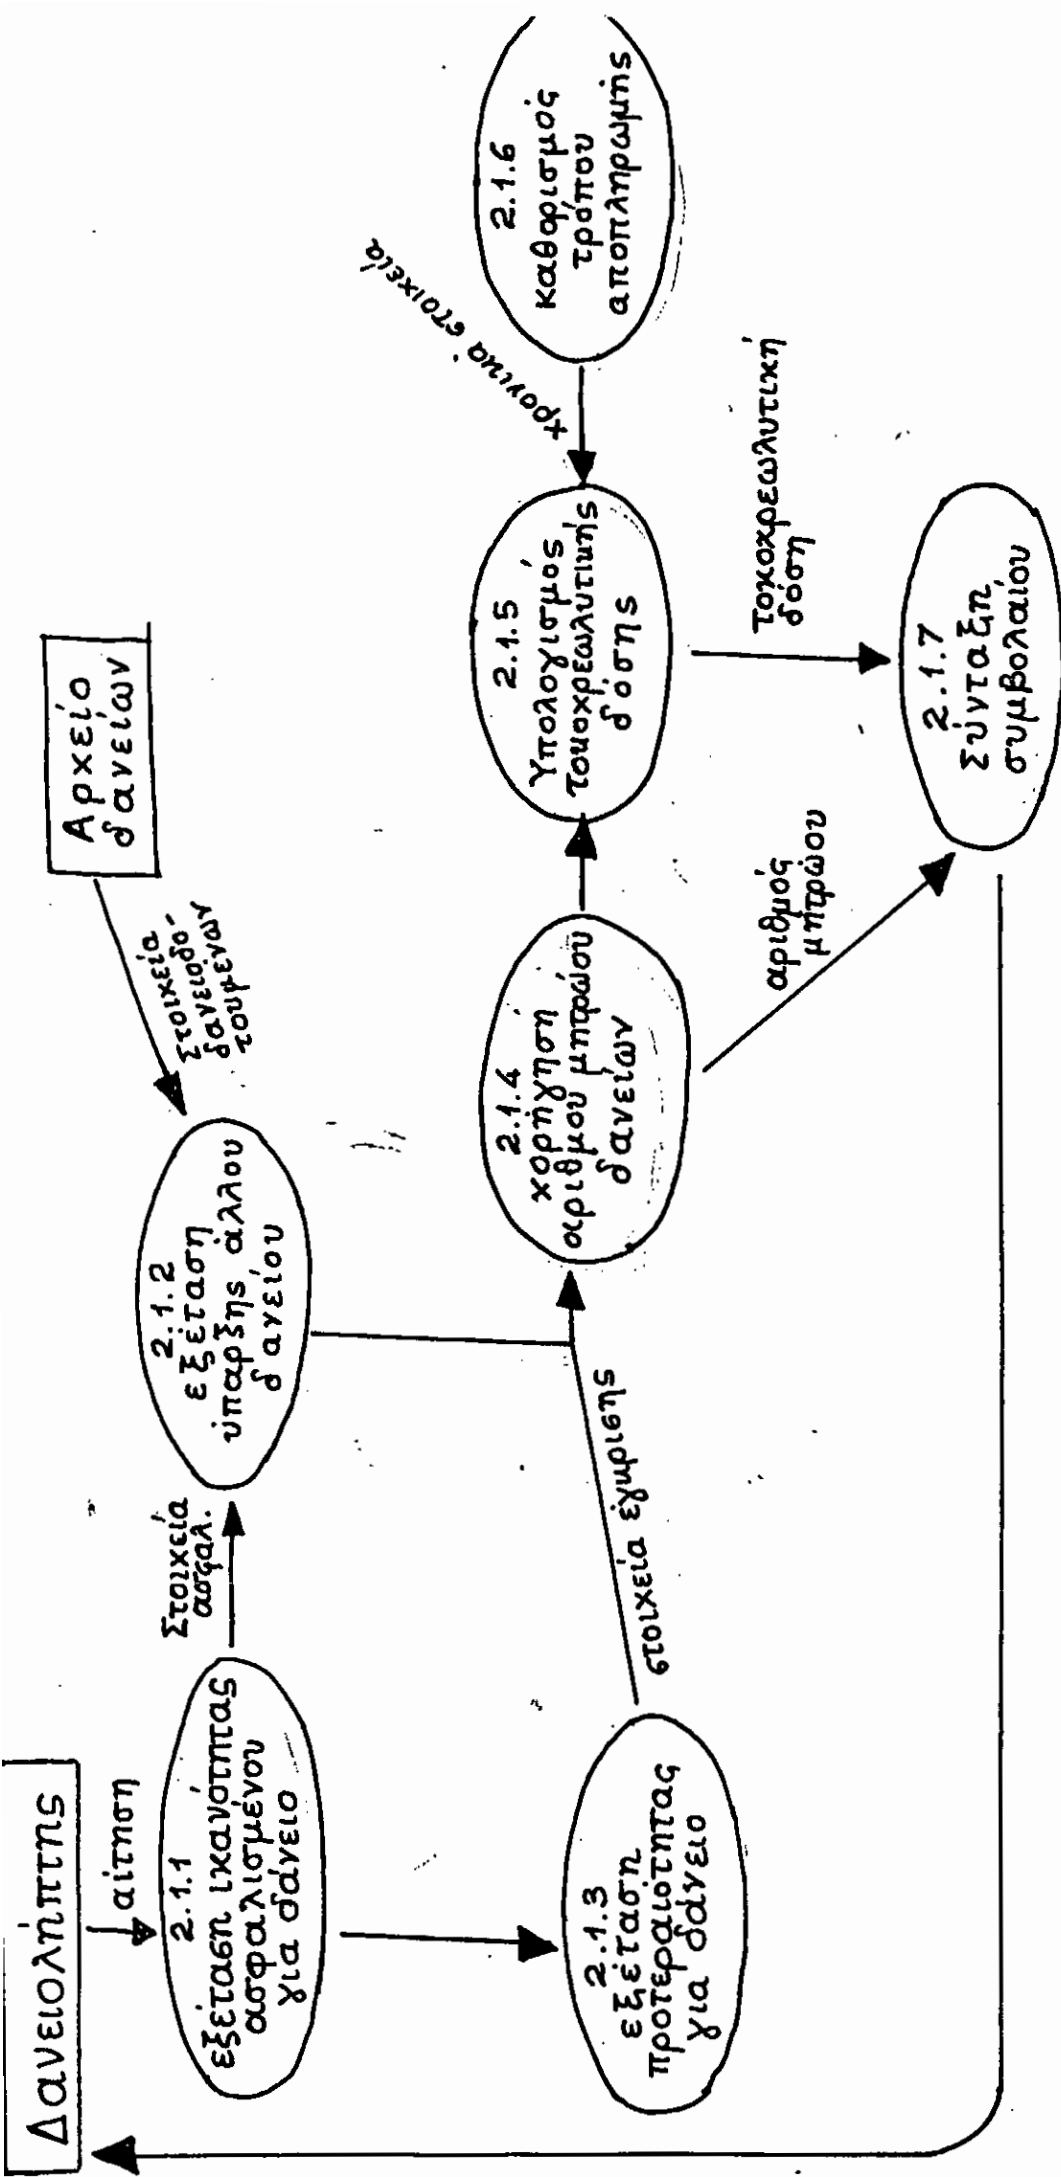 Δανειολήπτης
αίτηση
2.1.1
εξέταση ικανότητας
ασφαλισμένου
για δάνειο
Στοιχεία
ασφαλ.
2.1.2
εξέταση
ύπαρξης άλλου
δανείου
Στοιχεία
δανειοδο-
τουμένων
Αρχείο
δανείων
2.1.3
εξέταση
προτεραιότητας
για δάνειο
στοιχεία έγκρισης
2.1.4
χορήγηση
αριθμού μητρώου
δανείων
2.1.5
Υπολογισμός
τοκοχρεωλυτικής
δόσης
χρονικά στοιχεία
2.1.6
καθορισμός
τρόπου
αποπληρωμής
αριθμός
μητρώου
τοκοχρεωλυτική
δόση
2.1.7
Σύνταξη
συμβολαίου